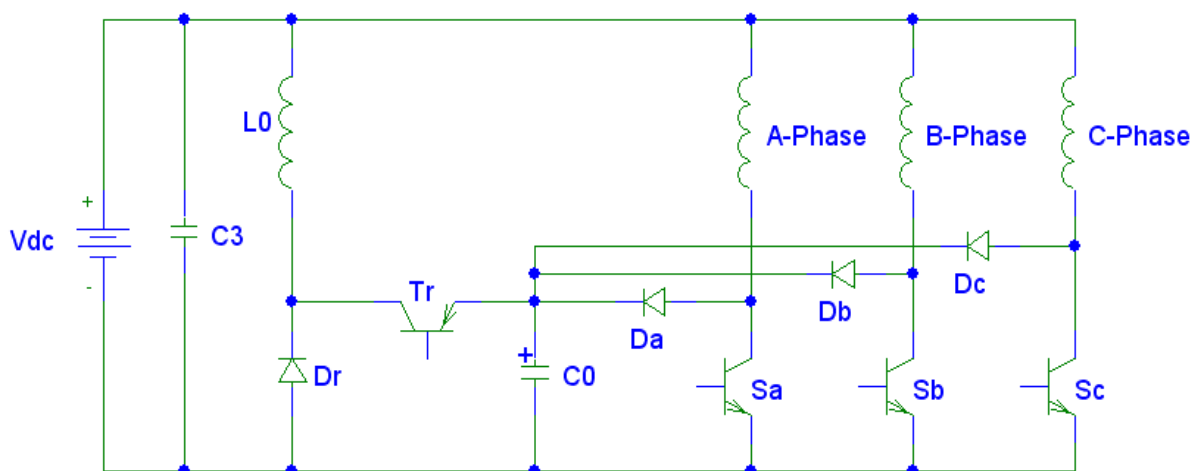 L0
A-Phase
B-Phase
C-Phase
+
Vdc
-
C3
Tr
Da
Db
Dc
Dr
+
C0
Sa
Sb
Sc